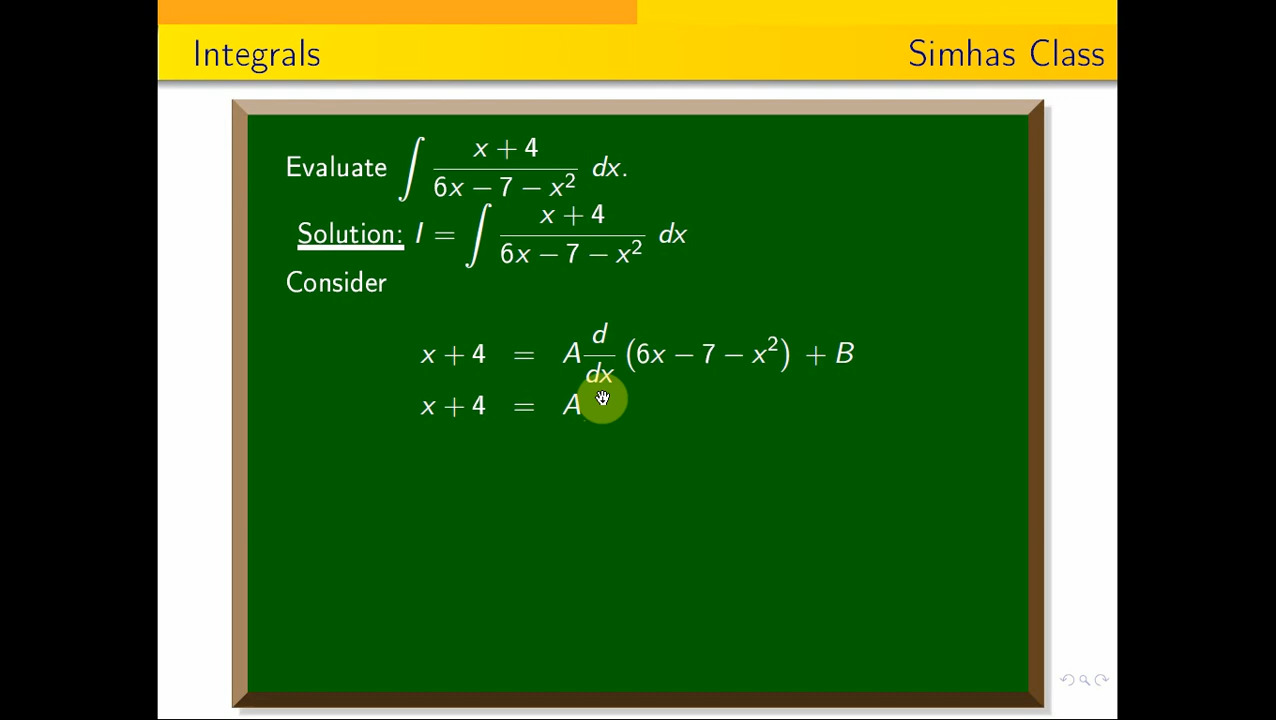 Integrals Simhas Class
Evaluate ∫ (x + 4)/(6x − 7 − x²) dx.
Solution: I = ∫ (x + 4)/(6x − 7 − x²) dx
Consider
x + 4 = A d/dx (6x − 7 − x²) + B
x + 4 = A